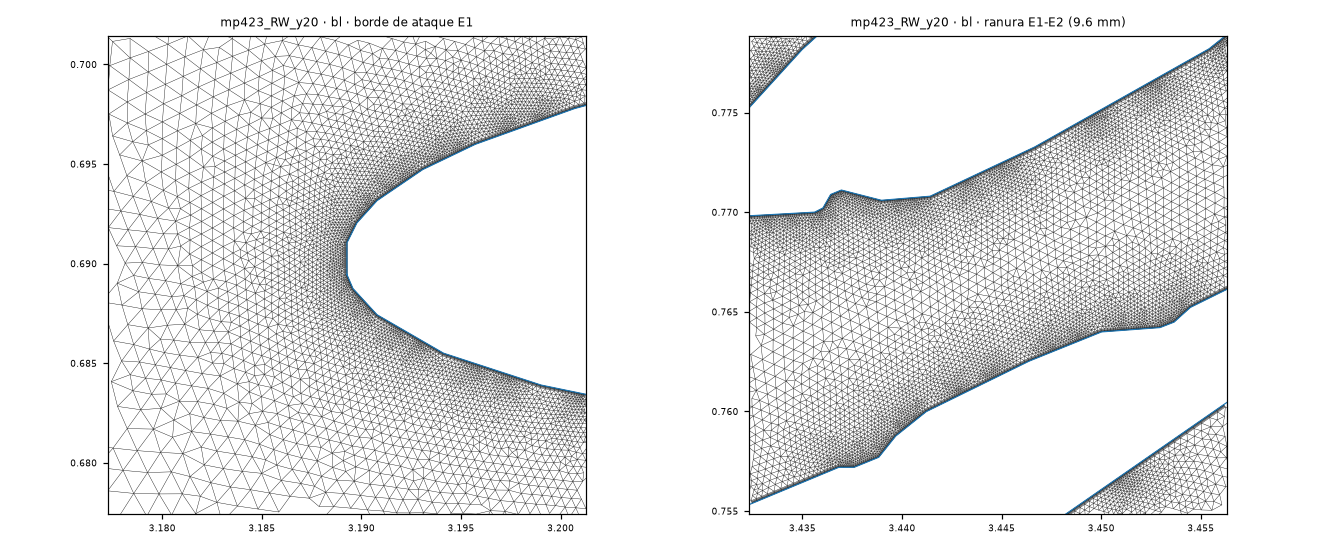 mp423_RW_y20 · bl · borde de ataque E1
0.700
0.695
0.690
0.685
0.680
3.180 3.185 3.190 3.195 3.200
mp423_RW_y20 · bl · ranura E1-E2 (9.6 mm)
0.775
0.770
0.765
0.760
0.755
3.435 3.440 3.445 3.450 3.455